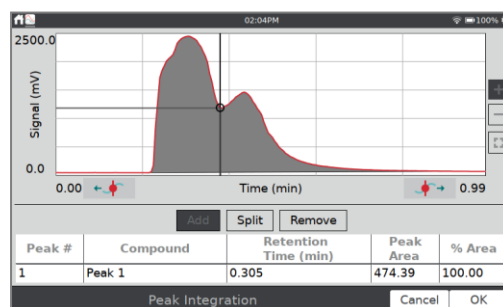 02:04PM 100%
2500.0
Signal (mV)
0.0
0.00 Time (min) 0.99
Add Split Remove
Peak # Compound Retention Time (min) Peak Area % Area
1 Peak 1 0.305 474.39 100.00
Peak Integration Cancel OK